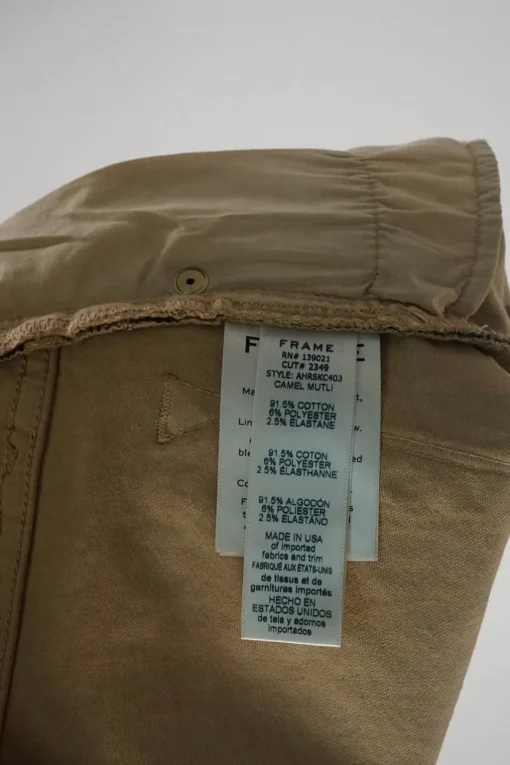 FRAME
RN# 139021
CUT# 2349
STYLE: AHRSKC403
CAMEL MUTLI
91.5% COTTON
6% POLYESTER
2.5% ELASTANE
91.5% COTON
6% POLYESTER
2.5% ELASTHANNE
91.5% ALGODÓN
6% POLIESTER
2.5% ELASTANO
MADE IN USA
of imported
fabrics and trim
FABRIQUÉ AUX ÉTATS-UNIS
de tissus et de
garnitures importés
HECHO EN
ESTADOS UNIDOS
de tela y adornos
importados